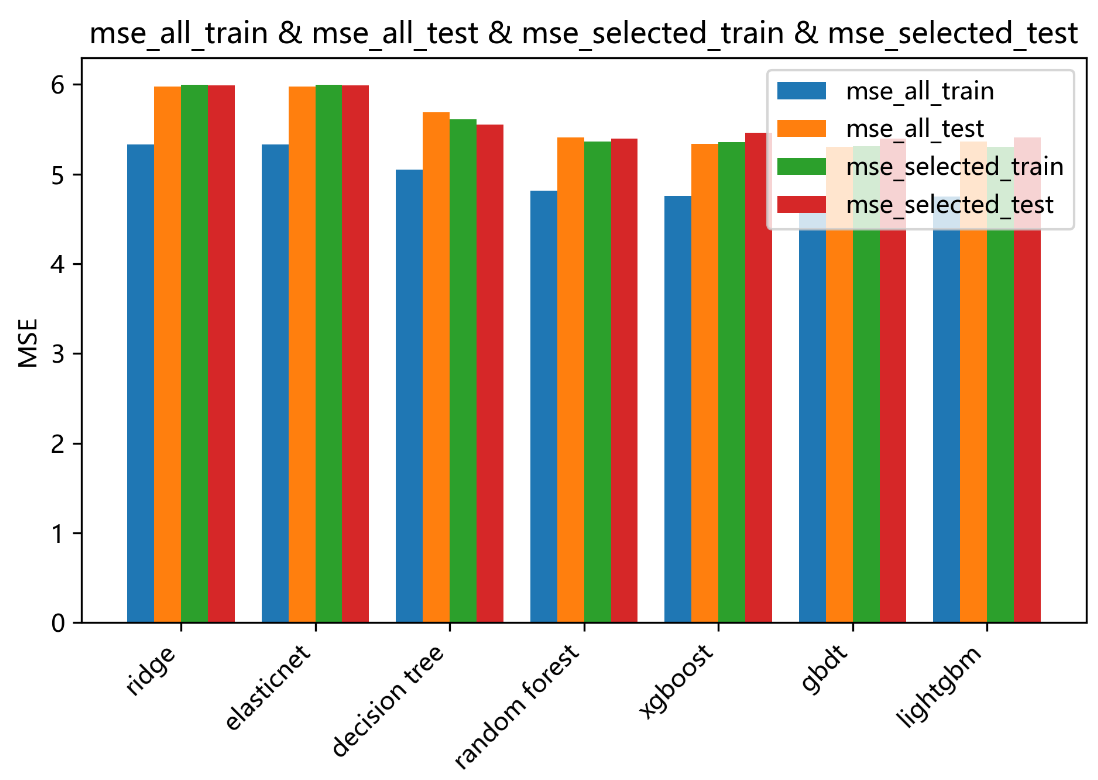 mse_all_train & mse_all_test & mse_selected_train & mse_selected_test
mse_all_train
mse_all_test
mse_selected_train
mse_selected_test
MSE
6
5
4
3
2
1
0
ridge
elasticnet
decision tree
random forest
xgboost
gbdt
lightgbm